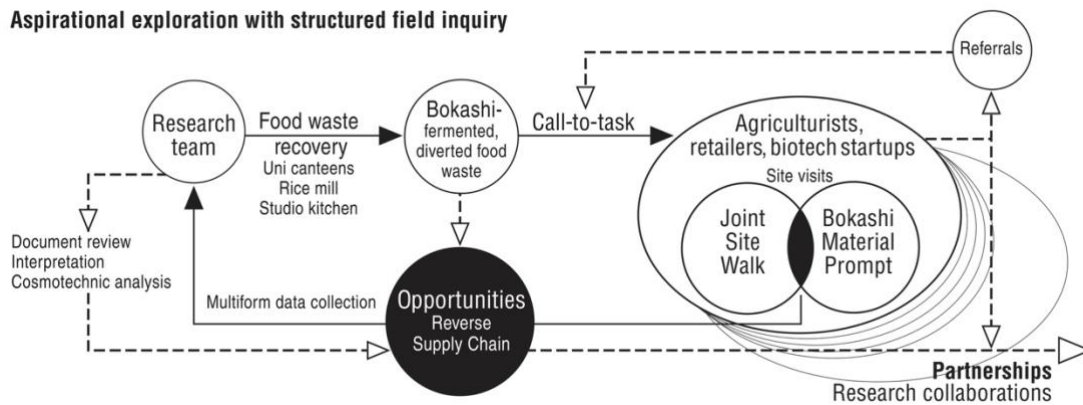 Aspirational exploration with structured field inquiry
Referrals
Research
team
Food waste
recovery
Uni canteens
Rice mill
Studio kitchen
Bokashi-
fermented,
diverted food
waste
Call-to-task
Agriculturists,
retailers, biotech startups
Site visits
Joint
Site
Walk
Bokashi
Material
Prompt
Document review
Interpretation
Cosmotechnic analysis
Multiform data collection
Opportunities
Reverse
Supply Chain
Partnerships
Research collaborations